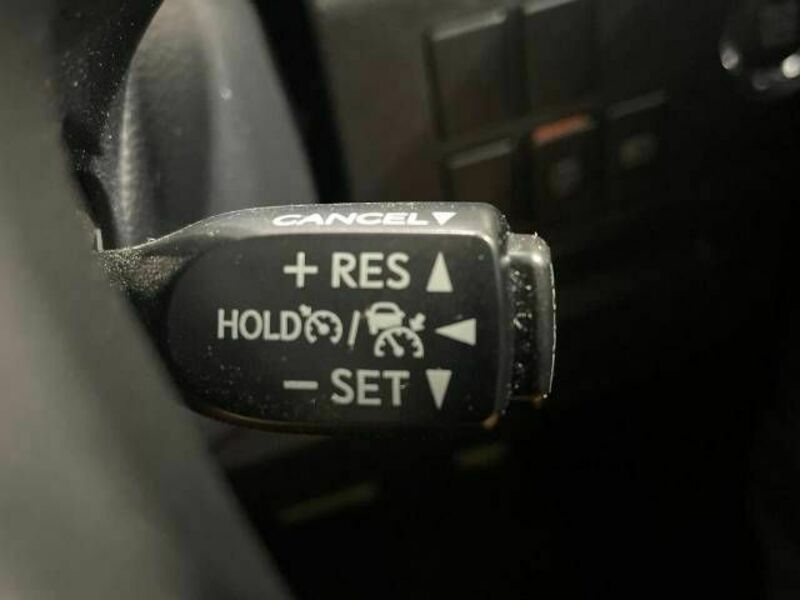 CANCEL▼
+ RES ▲
HOLD / ◄
− SET ▼